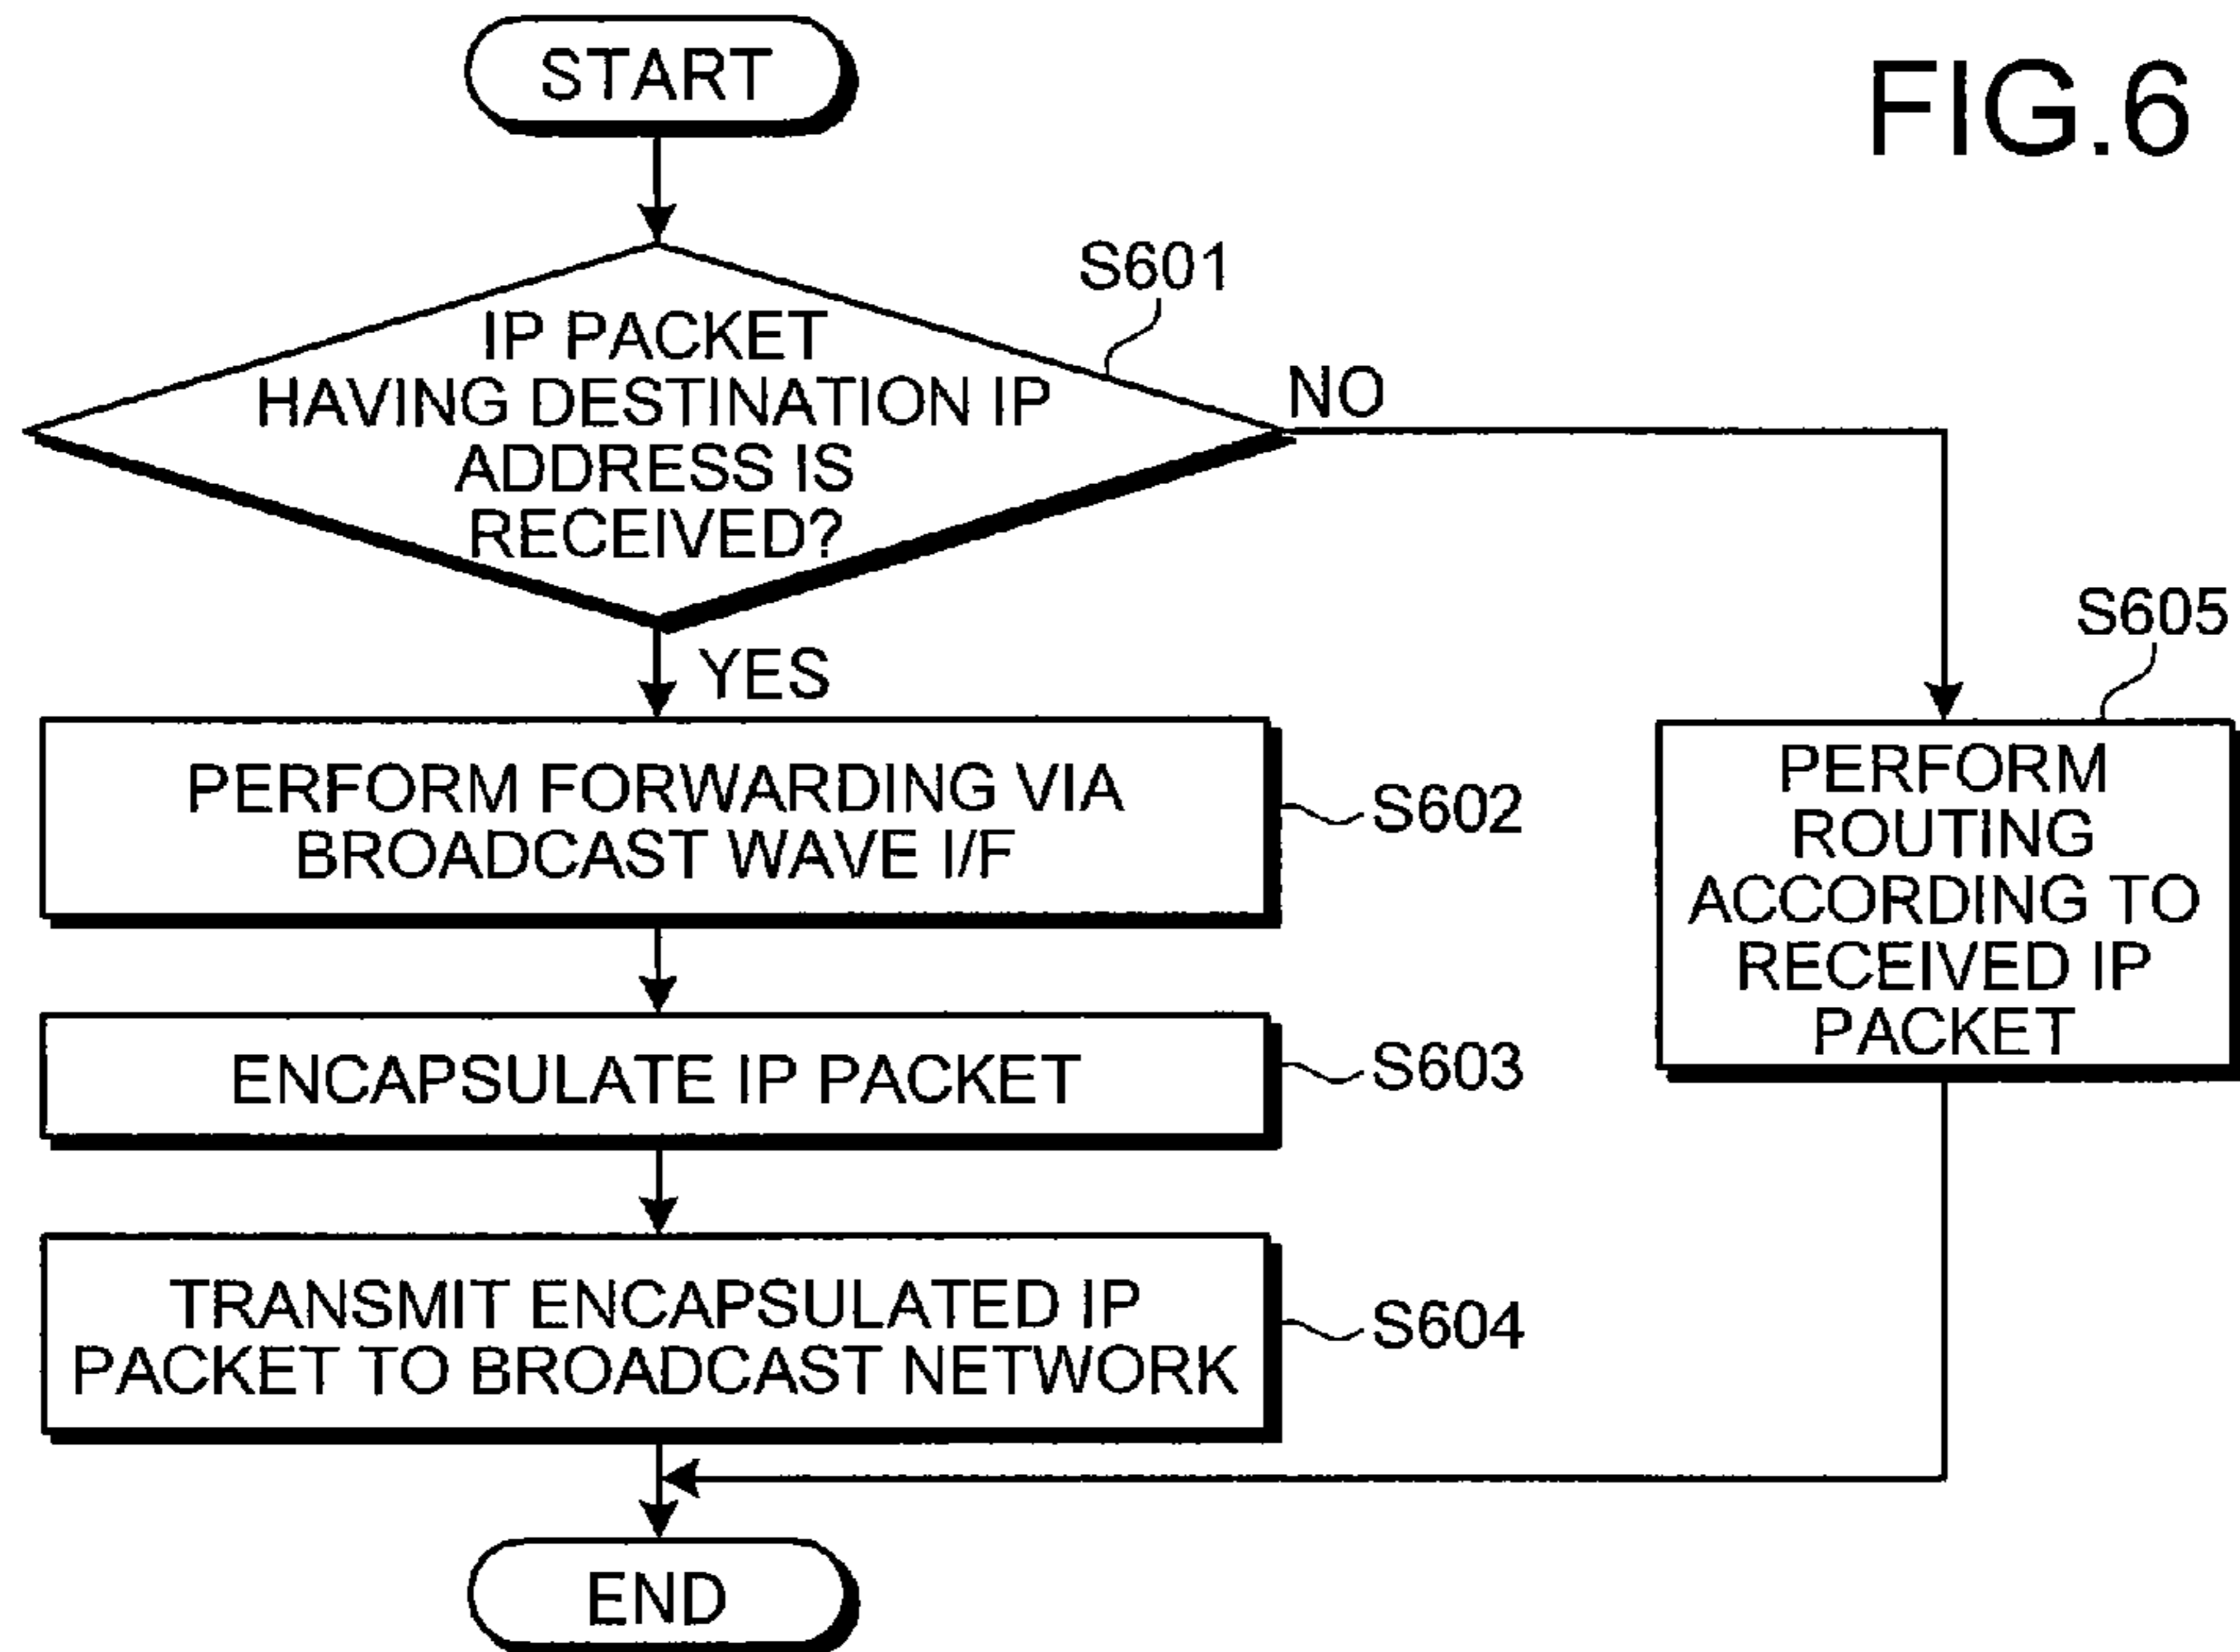 FIG.6
START
S601
IP PACKET
HAVING DESTINATION IP
ADDRESS IS
RECEIVED?
NO
YES
S602
PERFORM FORWARDING VIA
BROADCAST WAVE I/F
S603
ENCAPSULATE IP PACKET
S604
TRANSMIT ENCAPSULATED IP
PACKET TO BROADCAST NETWORK
S605
PERFORM
ROUTING
ACCORDING TO
RECEIVED IP
PACKET
END